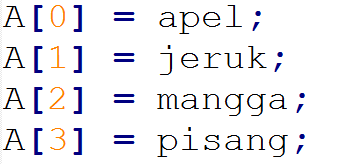 A[0] = apel;
A[1] = jeruk;
A[2] = mangga;
A[3] = pisang;